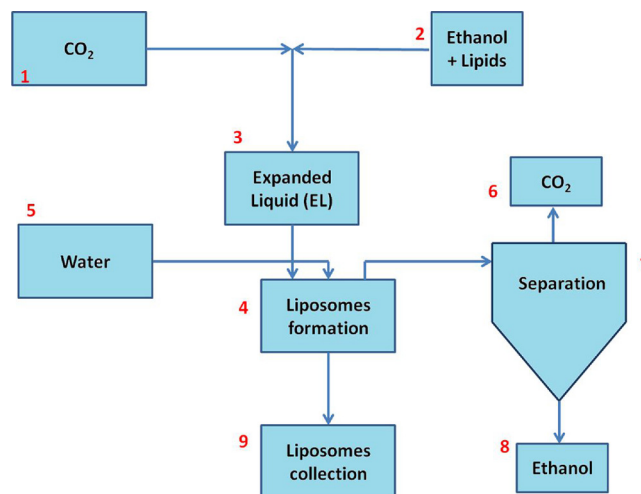 CO2
1
2
Ethanol
+ Lipids
3
Expanded
Liquid (EL)
5
Water
6
CO2
4
Liposomes
formation
Separation
9
Liposomes
collection
8
Ethanol